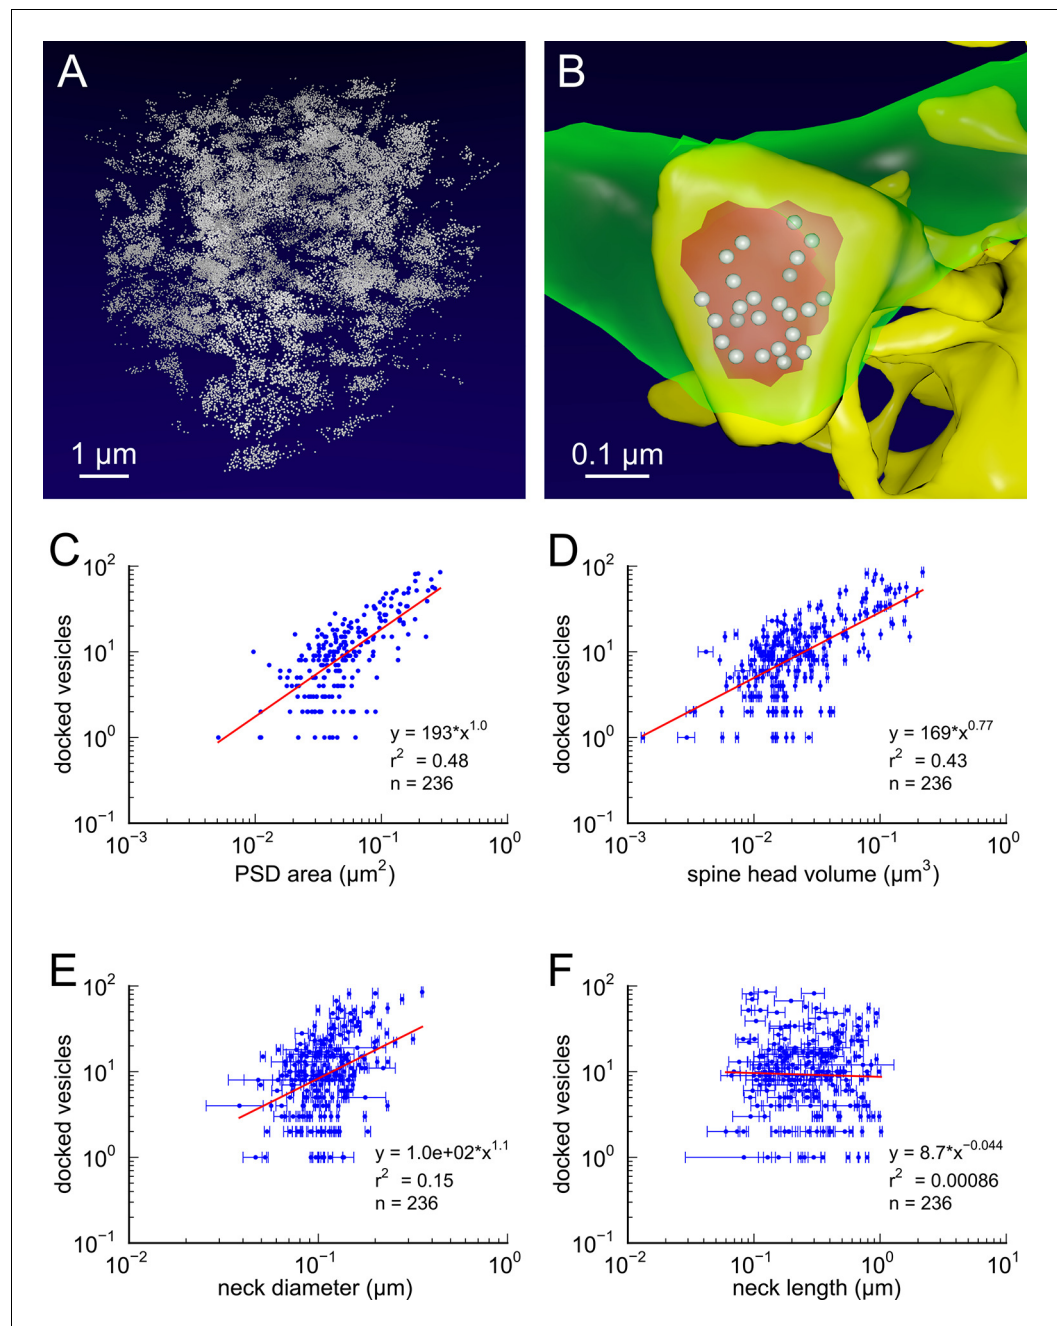 A
1 µm
B
0.1 µm
C
10²
10¹
10⁰
10⁻¹
docked vesicles
y = 193*x¹·⁰
r² = 0.48
n = 236
10⁻³ 10⁻² 10⁻¹ 10⁰
PSD area (µm²)
D
10²
10¹
10⁰
10⁻¹
docked vesicles
y = 169*x⁰·⁷⁷
r² = 0.43
n = 236
10⁻³ 10⁻² 10⁻¹ 10⁰
spine head volume (µm³)
E
10²
10¹
10⁰
10⁻¹
docked vesicles
y = 1.0e+02*x¹·¹
r² = 0.15
n = 236
10⁻² 10⁻¹ 10⁰
neck diameter (µm)
F
10²
10¹
10⁰
10⁻¹
docked vesicles
y = 8.7*x⁻⁰·⁰⁴⁴
r² = 0.00086
n = 236
10⁻² 10⁻¹ 10⁰ 10¹
neck length (µm)